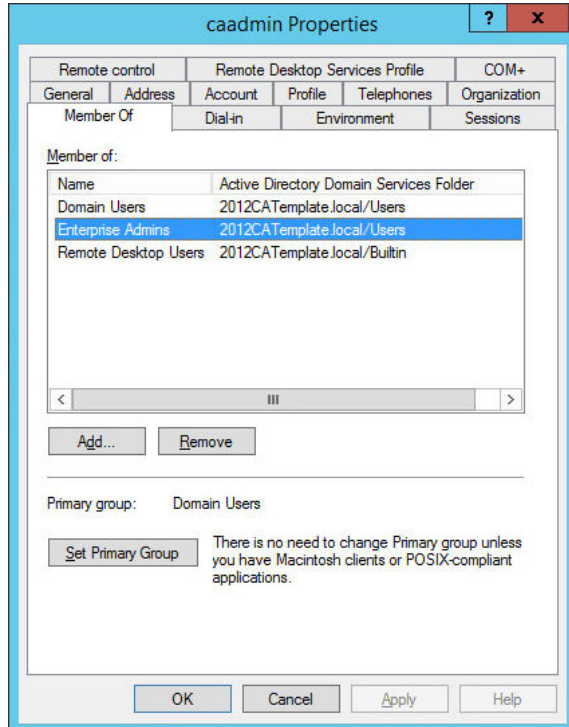 caadmin Properties
? x
Remote control Remote Desktop Services Profile COM+
General Address Account Profile Telephones Organization
Member Of Dial-in Environment Sessions
Member of:
Name Active Directory Domain Services Folder
Domain Users 2012CATemplate.local/Users
Enterprise Admins 2012CATemplate.local/Users
Remote Desktop Users 2012CATemplate.local/Builtin
Add... Remove
Primary group: Domain Users
Set Primary Group
There is no need to change Primary group unless
you have Macintosh clients or POSIX-compliant
applications.
OK Cancel Apply Help